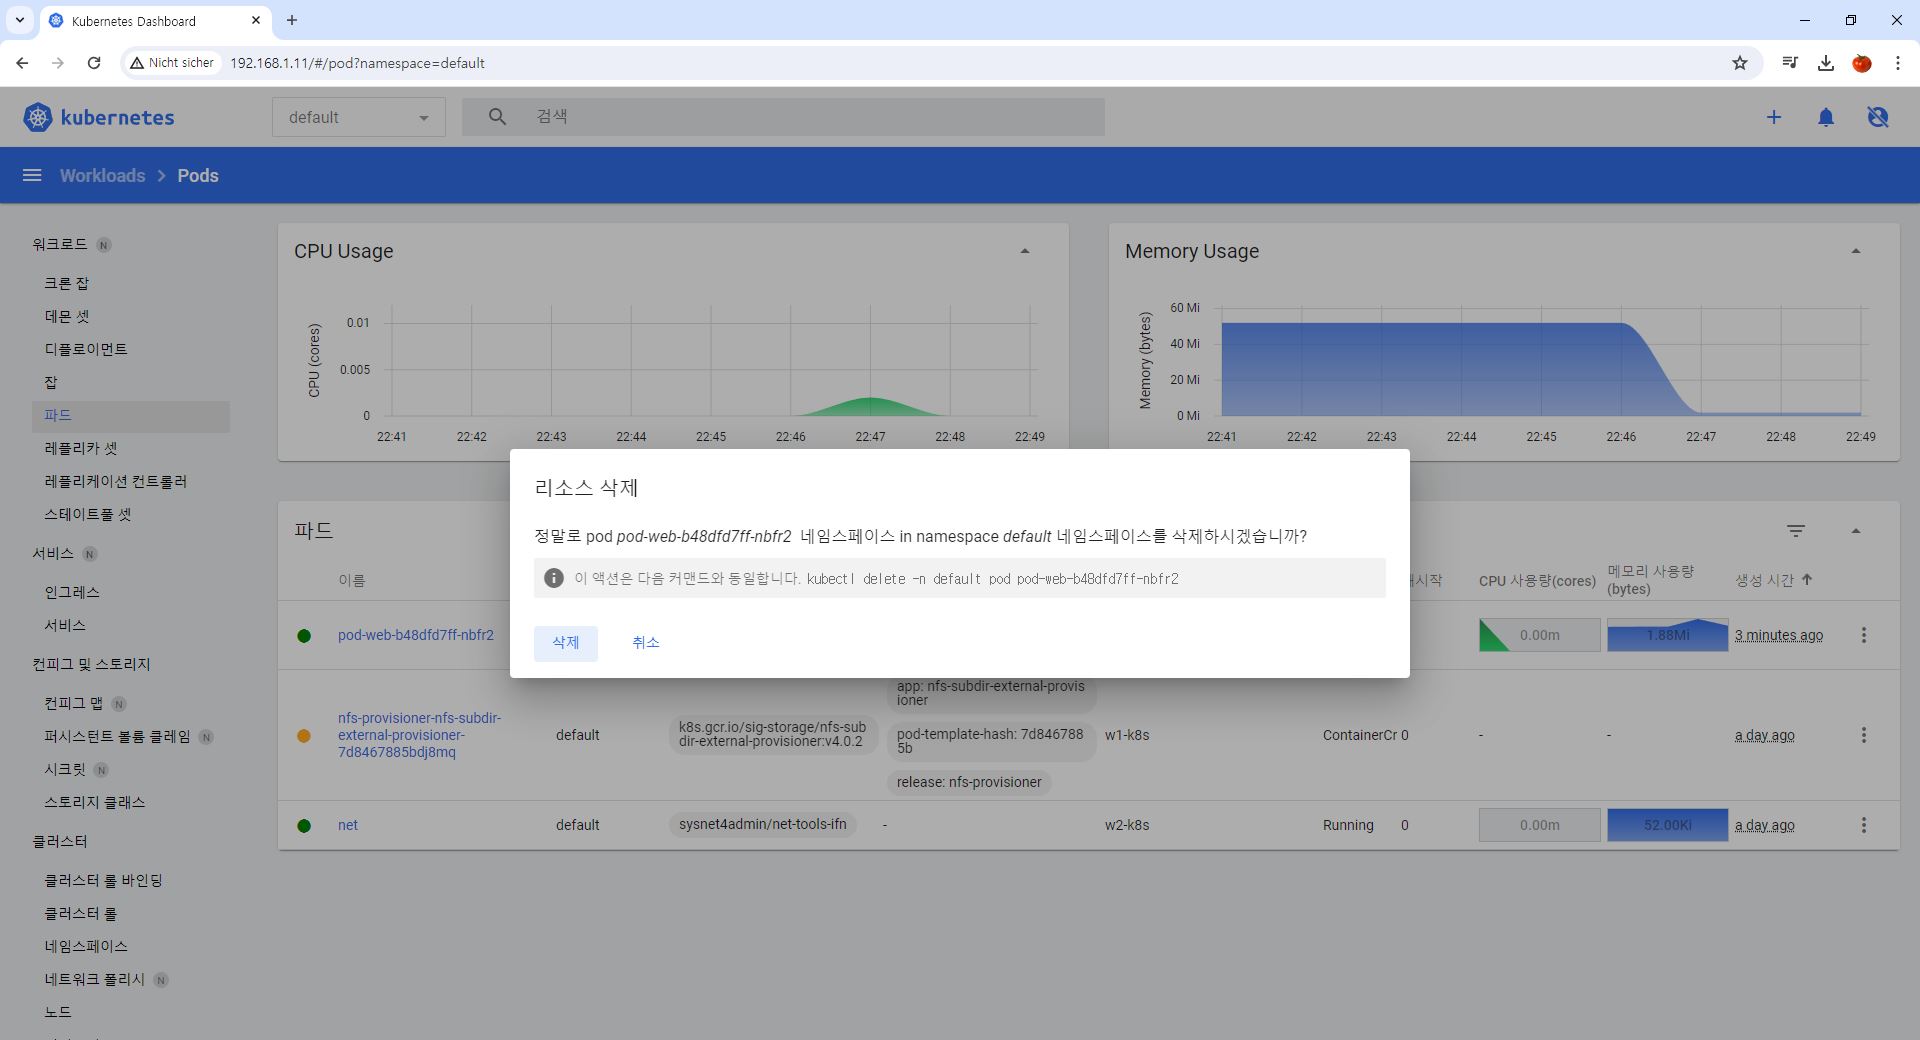 Kubernetes Dashboard
Nicht sicher
192.168.1.11/#/pod?namespace=default
kubernetes
default
검색
Workloads
Pods
워크로드 N
크론 잡
데몬 셋
디플로이먼트
잡
파드
레플리카 셋
레플리케이션 컨트롤러
스테이트풀 셋
서비스 N
인그레스
서비스
컨피그 및 스토리지
컨피그 맵 N
퍼시스턴트 볼륨 클레임 N
시크릿 N
스토리지 클래스
클러스터
클러스터 롤 바인딩
클러스터 롤
네임스페이스
네트워크 폴리시 N
노드
CPU Usage
CPU (cores)
0.01
0.005
0
22:41 22:42 22:43 22:44 22:45 22:46 22:47 22:48 22:49
Memory Usage
Memory (bytes)
60 Mi
40 Mi
20 Mi
0 Mi
22:41 22:42 22:43 22:44 22:45 22:46 22:47 22:48 22:49
리소스 삭제
정말로 pod pod-web-b48dfd7ff-nbfr2 네임스페이스 in namespace default 네임스페이스를 삭제하시겠습니까?
이 액션은 다음 커맨드와 동일합니다. kubectl delete -n default pod pod-web-b48dfd7ff-nbfr2
삭제
취소
파드
이름
시작
CPU 사용량(cores)
메모리 사용량
(bytes)
생성 시간
pod-web-b48dfd7ff-nbfr2
0.00m
1.88Mi
3 minutes ago
nfs-provisioner-nfs-subdir-
external-provisioner-
7d8467885bdj8mq
default
k8s.gcr.io/sig-storage/nfs-sub
dir-external-provisioner:v4.0.2
app: nfs-subdir-external-provis
ioner
pod-template-hash: 7d846788
5b
release: nfs-provisioner
w1-k8s
ContainerCr
0
-
-
a day ago
net
default
sysnet4admin/net-tools-ifn
-
w2-k8s
Running
0
0.00m
52.00Ki
a day ago